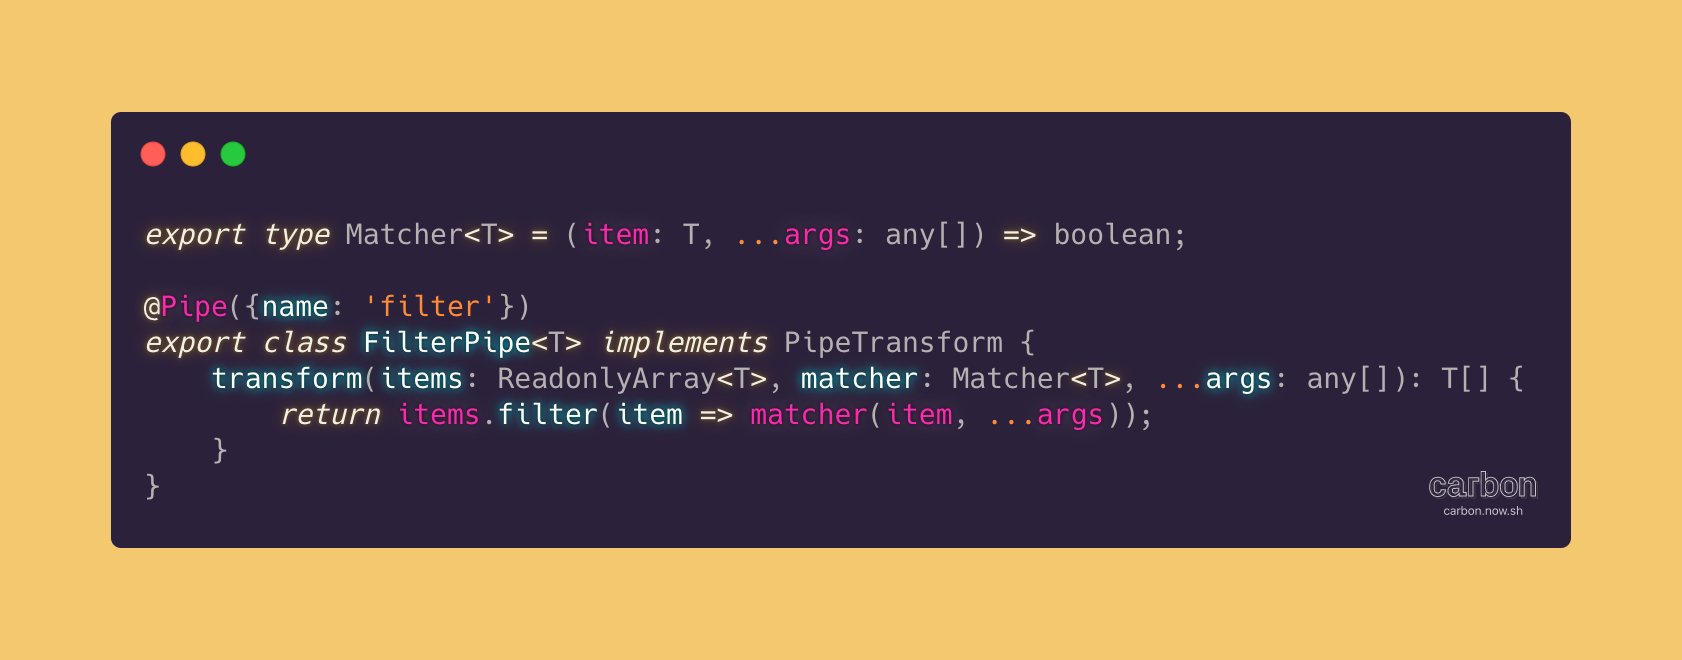 export type Matcher<T> = (item: T, ...args: any[]) => boolean;
@Pipe({name: 'filter'})
export class FilterPipe<T> implements PipeTransform {
    transform(items: ReadonlyArray<T>, matcher: Matcher<T>, ...args: any[]): T[] {
        return items.filter(item => matcher(item, ...args));
    }
}
carbon
carbon.now.sh